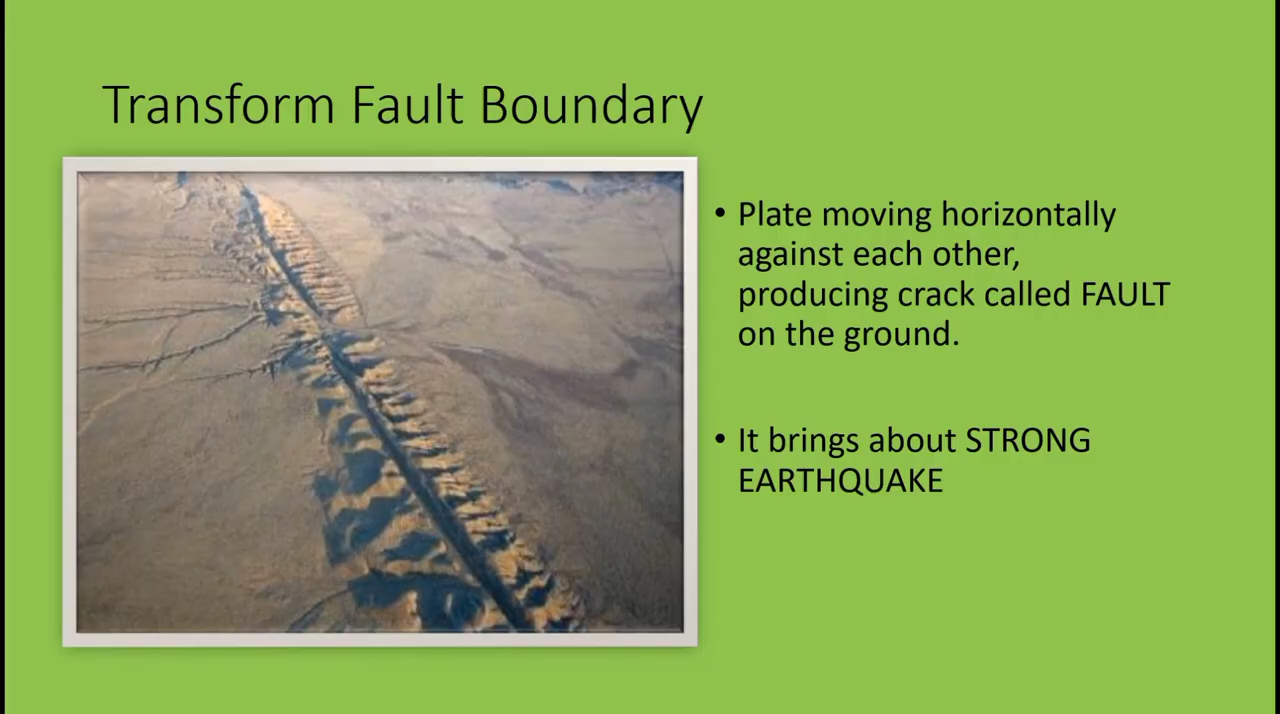 Transform Fault Boundary
• Plate moving horizontally
against each other,
producing crack called FAULT
on the ground.
• It brings about STRONG
EARTHQUAKE